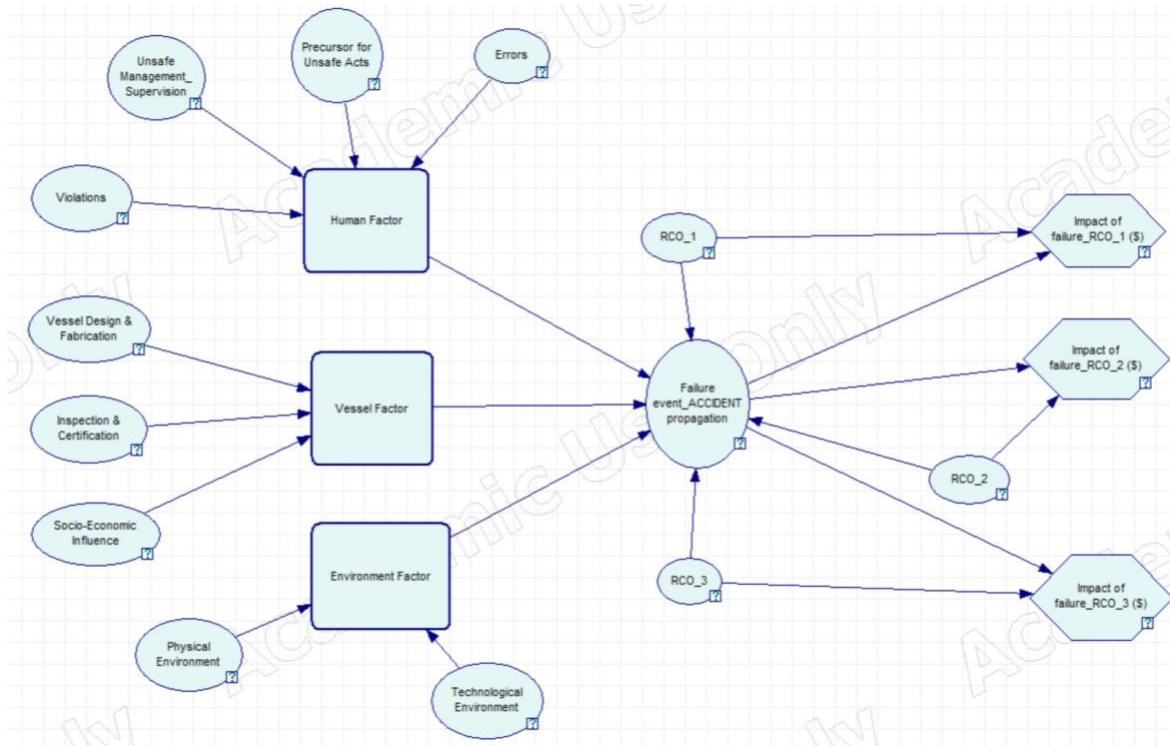 Unsafe
Management_
Supervision
?
Precursor for
Unsafe Acts
?
Errors
?
Violations
?
Human Factor
Vessel Design &
Fabrication
?
Inspection &
Certification
?
Socio-Economic
Influence
?
Vessel Factor
Environment Factor
Physical
Environment
?
Technological
Environment
?
RCO_1
?
Failure
event_ACCIDENT
propagation
?
RCO_2
?
RCO_3
?
Impact of
failure_RCO_1 ($)
?
Impact of
failure_RCO_2 ($)
?
Impact of
failure_RCO_3 ($)
?
Academic Use Only